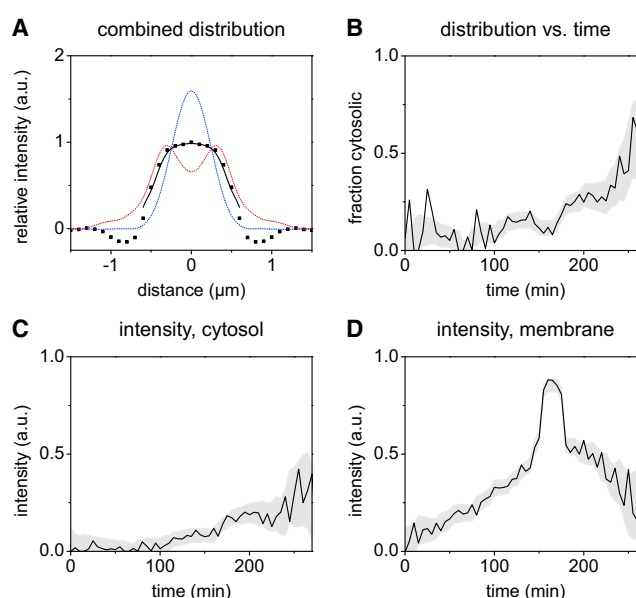 A combined distribution
relative intensity (a.u.)
2
1
0
-1 0 1
distance (µm)
B distribution vs. time
fraction cytosolic
1.0
0.5
0.0
0 100 200
time (min)
C intensity, cytosol
intensity (a.u.)
1.0
0.5
0.0
0 100 200
time (min)
D intensity, membrane
intensity (a.u.)
1.0
0.5
0.0
0 100 200
time (min)